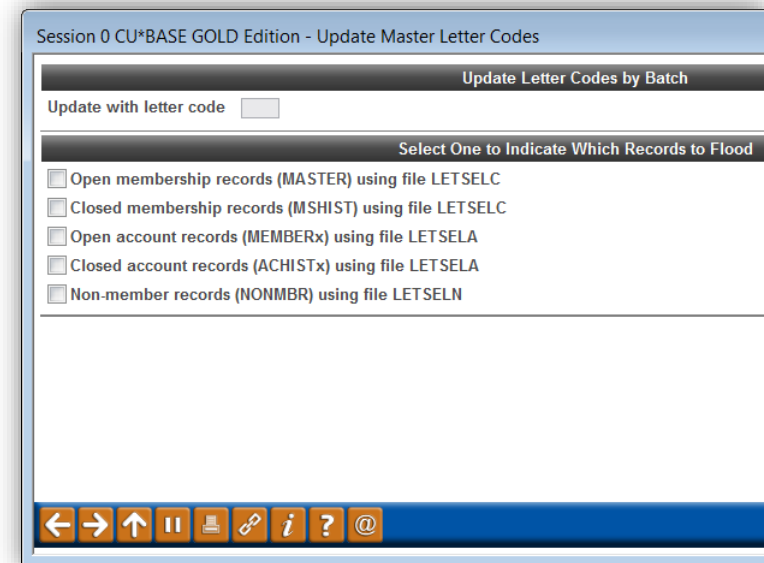 Session 0 CU*BASE GOLD Edition - Update Master Letter Codes
Update Letter Codes by Batch
Update with letter code
Select One to Indicate Which Records to Flood
Open membership records (MASTER) using file LETSELC
Closed membership records (MSHIST) using file LETSELC
Open account records (MEMBERx) using file LETSELA
Closed account records (ACHISTx) using file LETSELA
Non-member records (NONMBR) using file LETSELN
i ? @